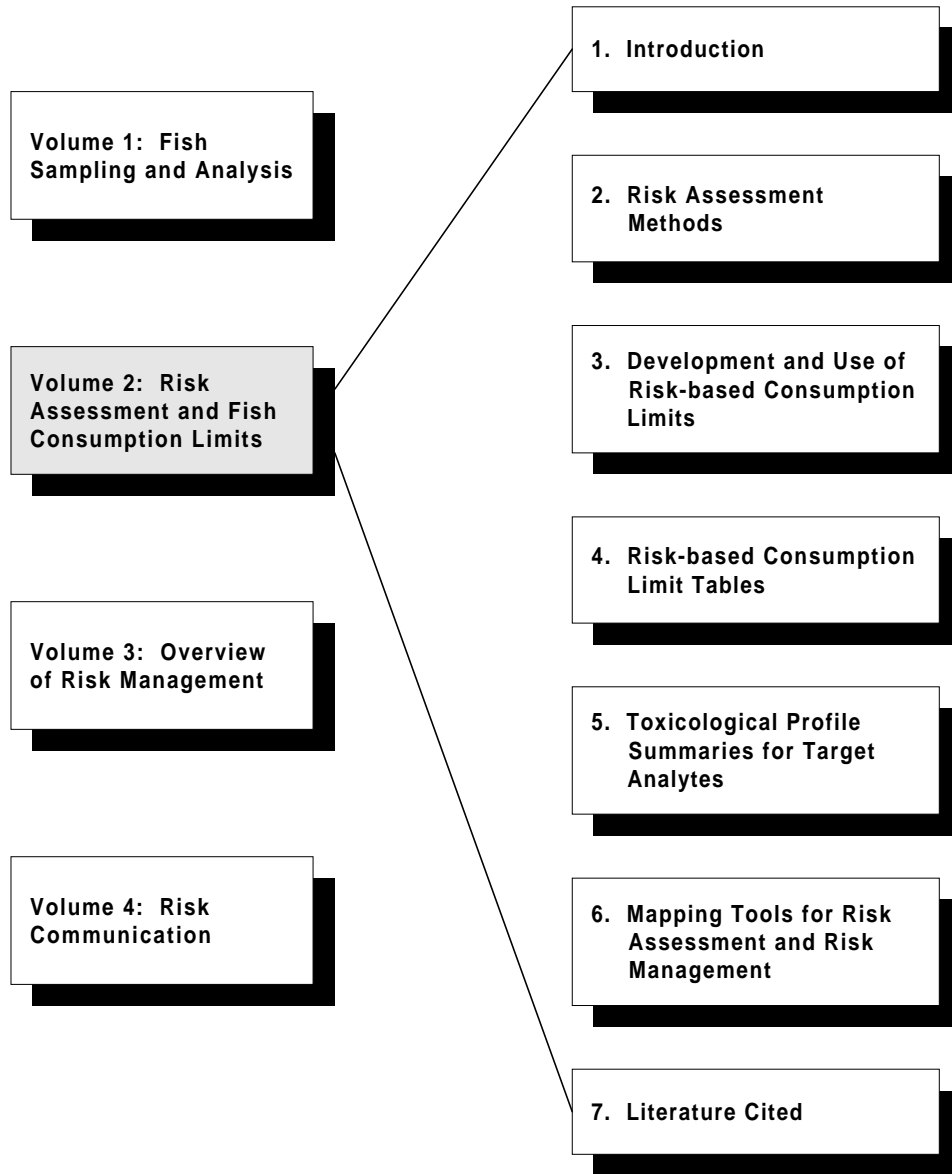 Volume 1: Fish
Sampling and Analysis
Volume 2: Risk
Assessment and Fish
Consumption Limits
Volume 3: Overview
of Risk Management
Volume 4: Risk
Communication
1. Introduction
2. Risk Assessment
Methods
3. Development and Use of
Risk-based Consumption
Limits
4. Risk-based Consumption
Limit Tables
5. Toxicological Profile
Summaries for Target
Analytes
6. Mapping Tools for Risk
Assessment and Risk
Management
7. Literature Cited